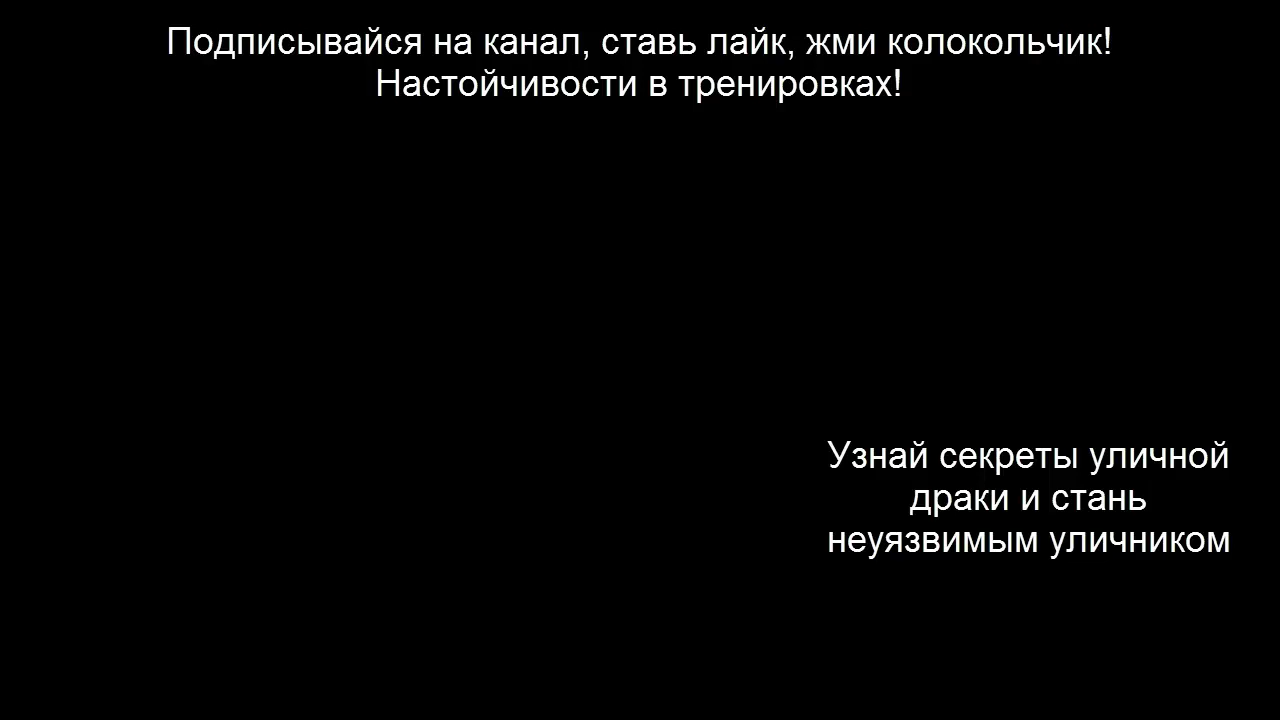 Подписывайся на канал, ставь лайк, жми колокольчик!
Настойчивости в тренировках!
Узнай секреты уличной
драки и стань
неуязвимым уличником